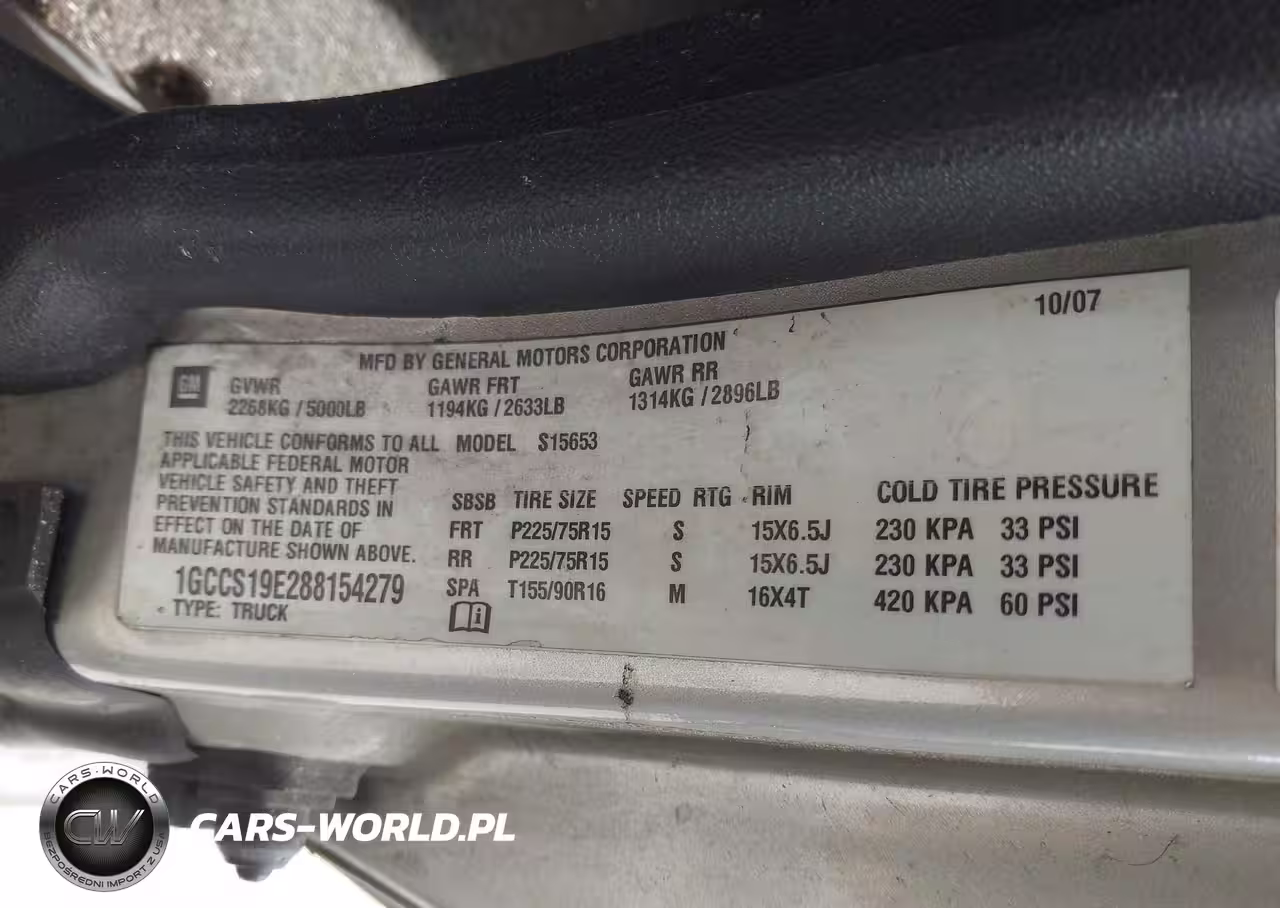 10/07
MFD BY GENERAL MOTORS CORPORATION
GM
GVWR GAWR FRT GAWR RR
2268KG / 5000LB 1194KG / 2633LB 1314KG / 2896LB
THIS VEHICLE CONFORMS TO ALL
APPLICABLE FEDERAL MOTOR
VEHICLE SAFETY AND THEFT
PREVENTION STANDARDS IN
EFFECT ON THE DATE OF
MANUFACTURE SHOWN ABOVE.
1GCCS19E288154279
TYPE: TRUCK
MODEL S15653
SBSB TIRE SIZE SPEED RTG RIM COLD TIRE PRESSURE
FRT P225/75R15 S 15X6.5J 230 KPA 33 PSI
RR P225/75R15 S 15X6.5J 230 KPA 33 PSI
SPA T155/90R16 M 16X4T 420 KPA 60 PSI
CARS-WORLD
CW
BEZPOŚREDNI IMPORT Z USA
CARS-WORLD.PL